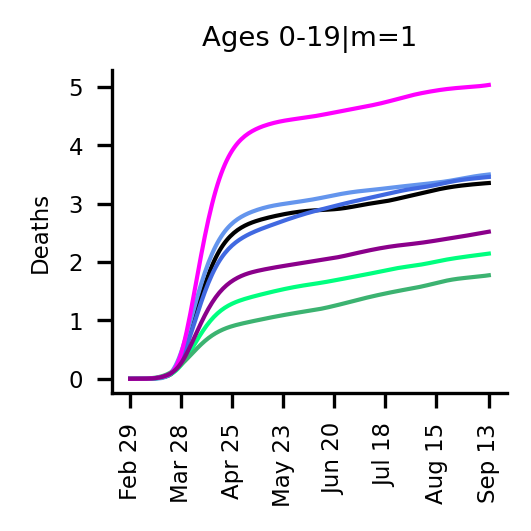 Ages 0-19|m=1
Deaths
5
4
3
2
1
0
Feb 29
Mar 28
Apr 25
May 23
Jun 20
Jul 18
Aug 15
Sep 13